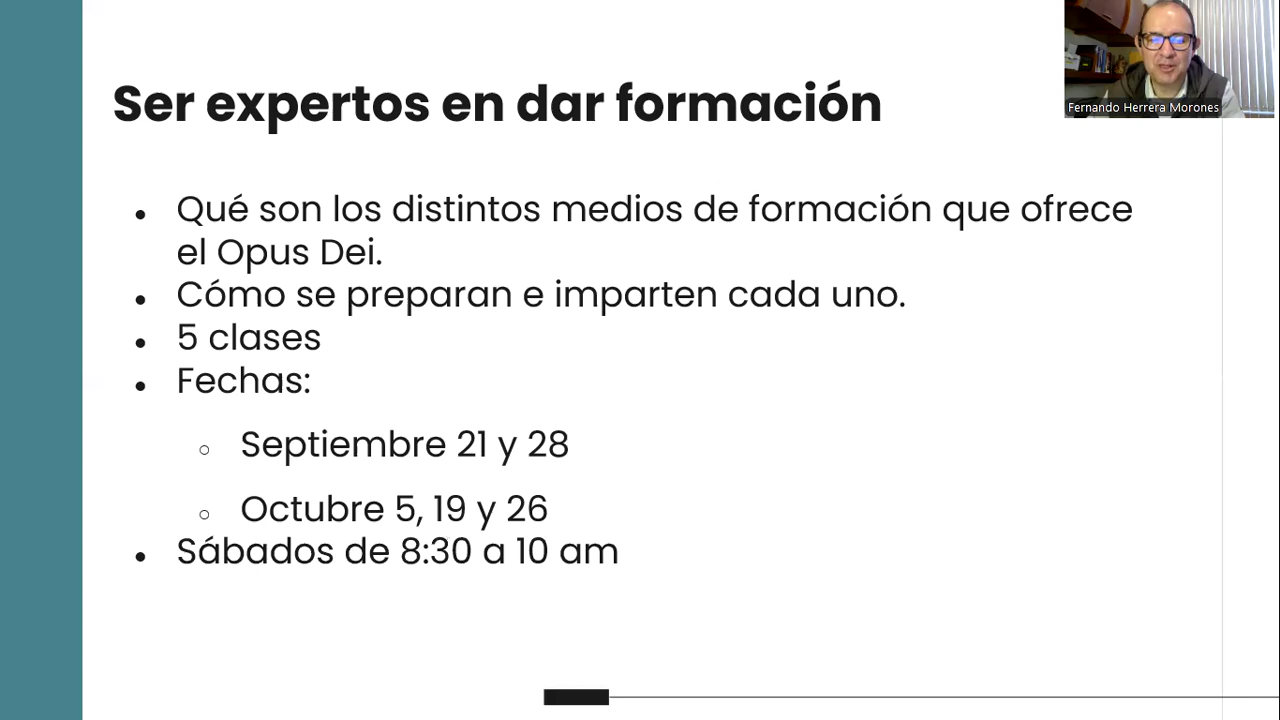 Ser expertos en dar formación
Fernando Herrera Morones
● Qué son los distintos medios de formación que ofrece
el Opus Dei.
● Cómo se preparan e imparten cada uno.
● 5 clases
● Fechas:
○ Septiembre 21 y 28
○ Octubre 5, 19 y 26
● Sábados de 8:30 a 10 am